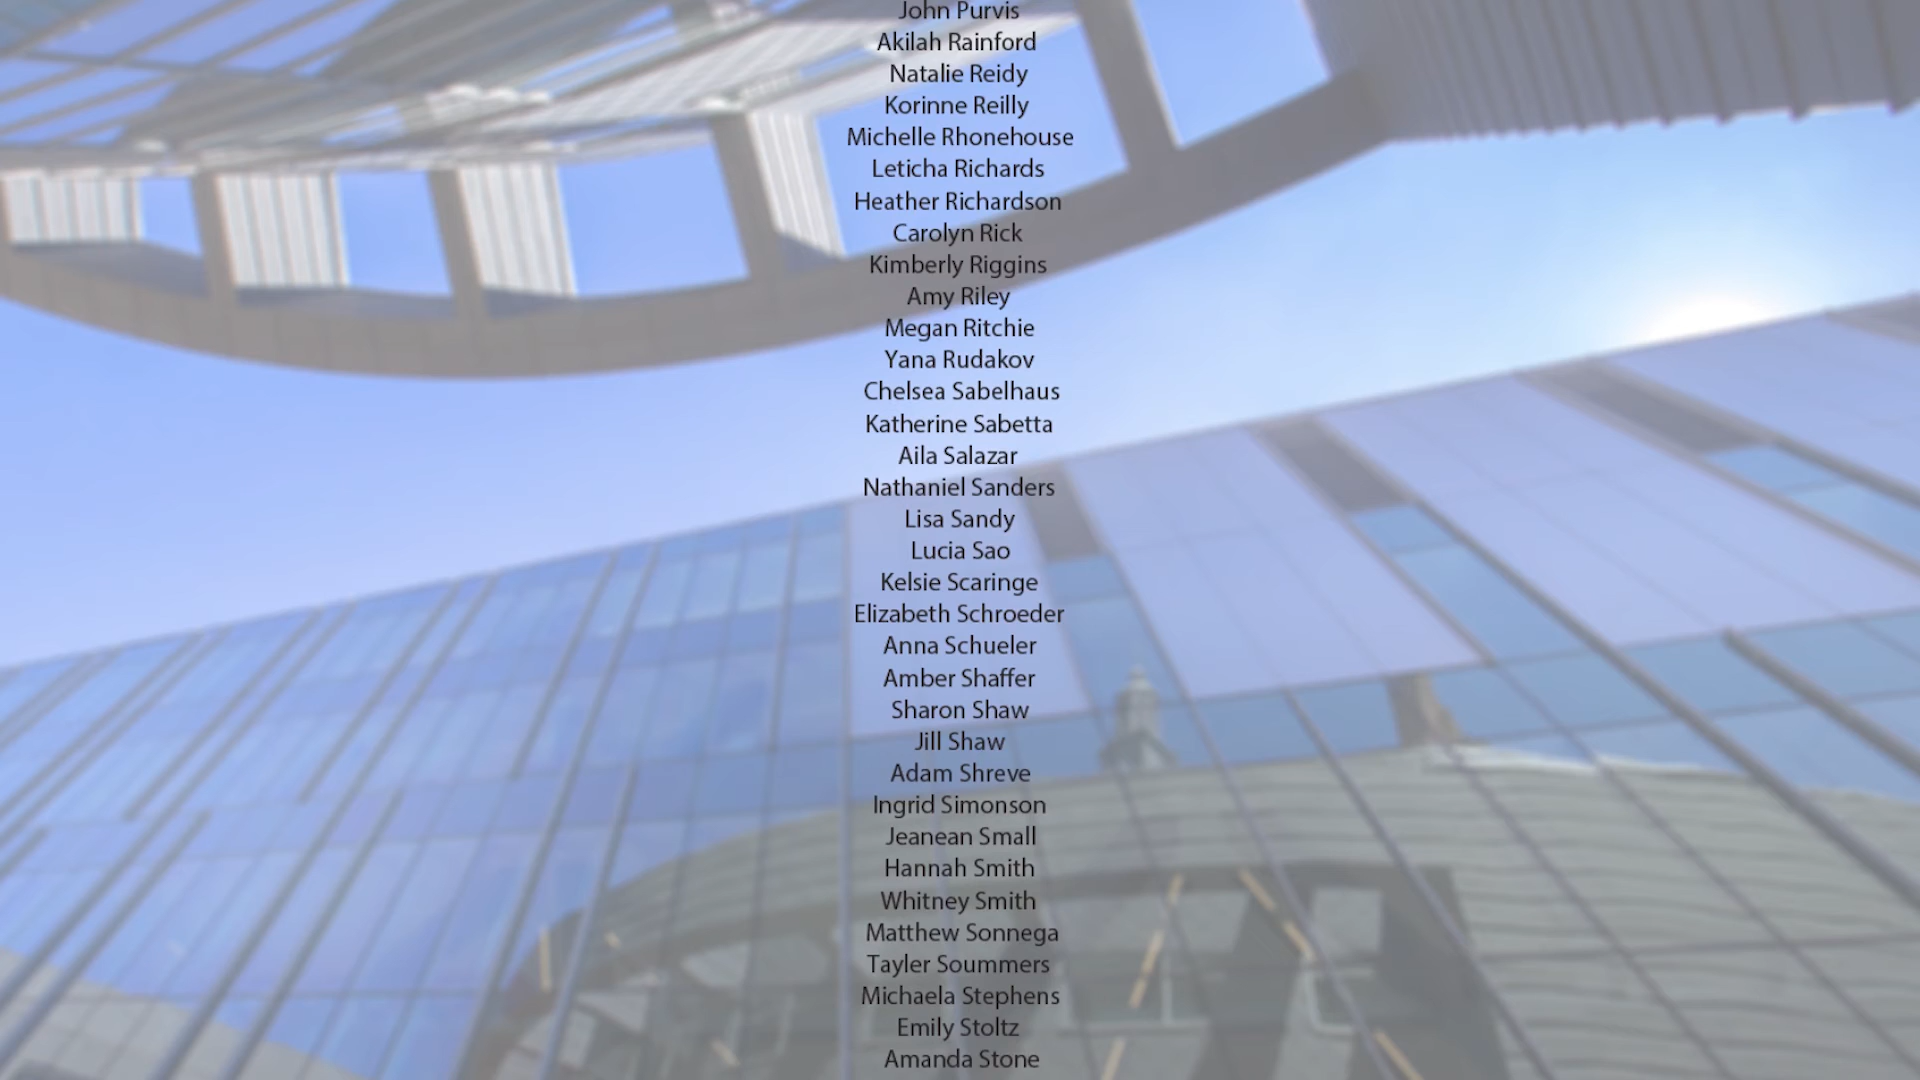 John Purvis
Akilah Rainford
Natalie Reidy
Korinne Reilly
Michelle Rhonehouse
Leticha Richards
Heather Richardson
Carolyn Rick
Kimberly Riggins
Amy Riley
Megan Ritchie
Yana Rudakov
Chelsea Sabelhaus
Katherine Sabetta
Aila Salazar
Nathaniel Sanders
Lisa Sandy
Lucia Sao
Kelsie Scaringe
Elizabeth Schroeder
Anna Schueler
Amber Shaffer
Sharon Shaw
Jill Shaw
Adam Shreve
Ingrid Simonson
Jeanean Small
Hannah Smith
Whitney Smith
Matthew Sonnega
Tayler Soummers
Michaela Stephens
Emily Stoltz
Amanda Stone